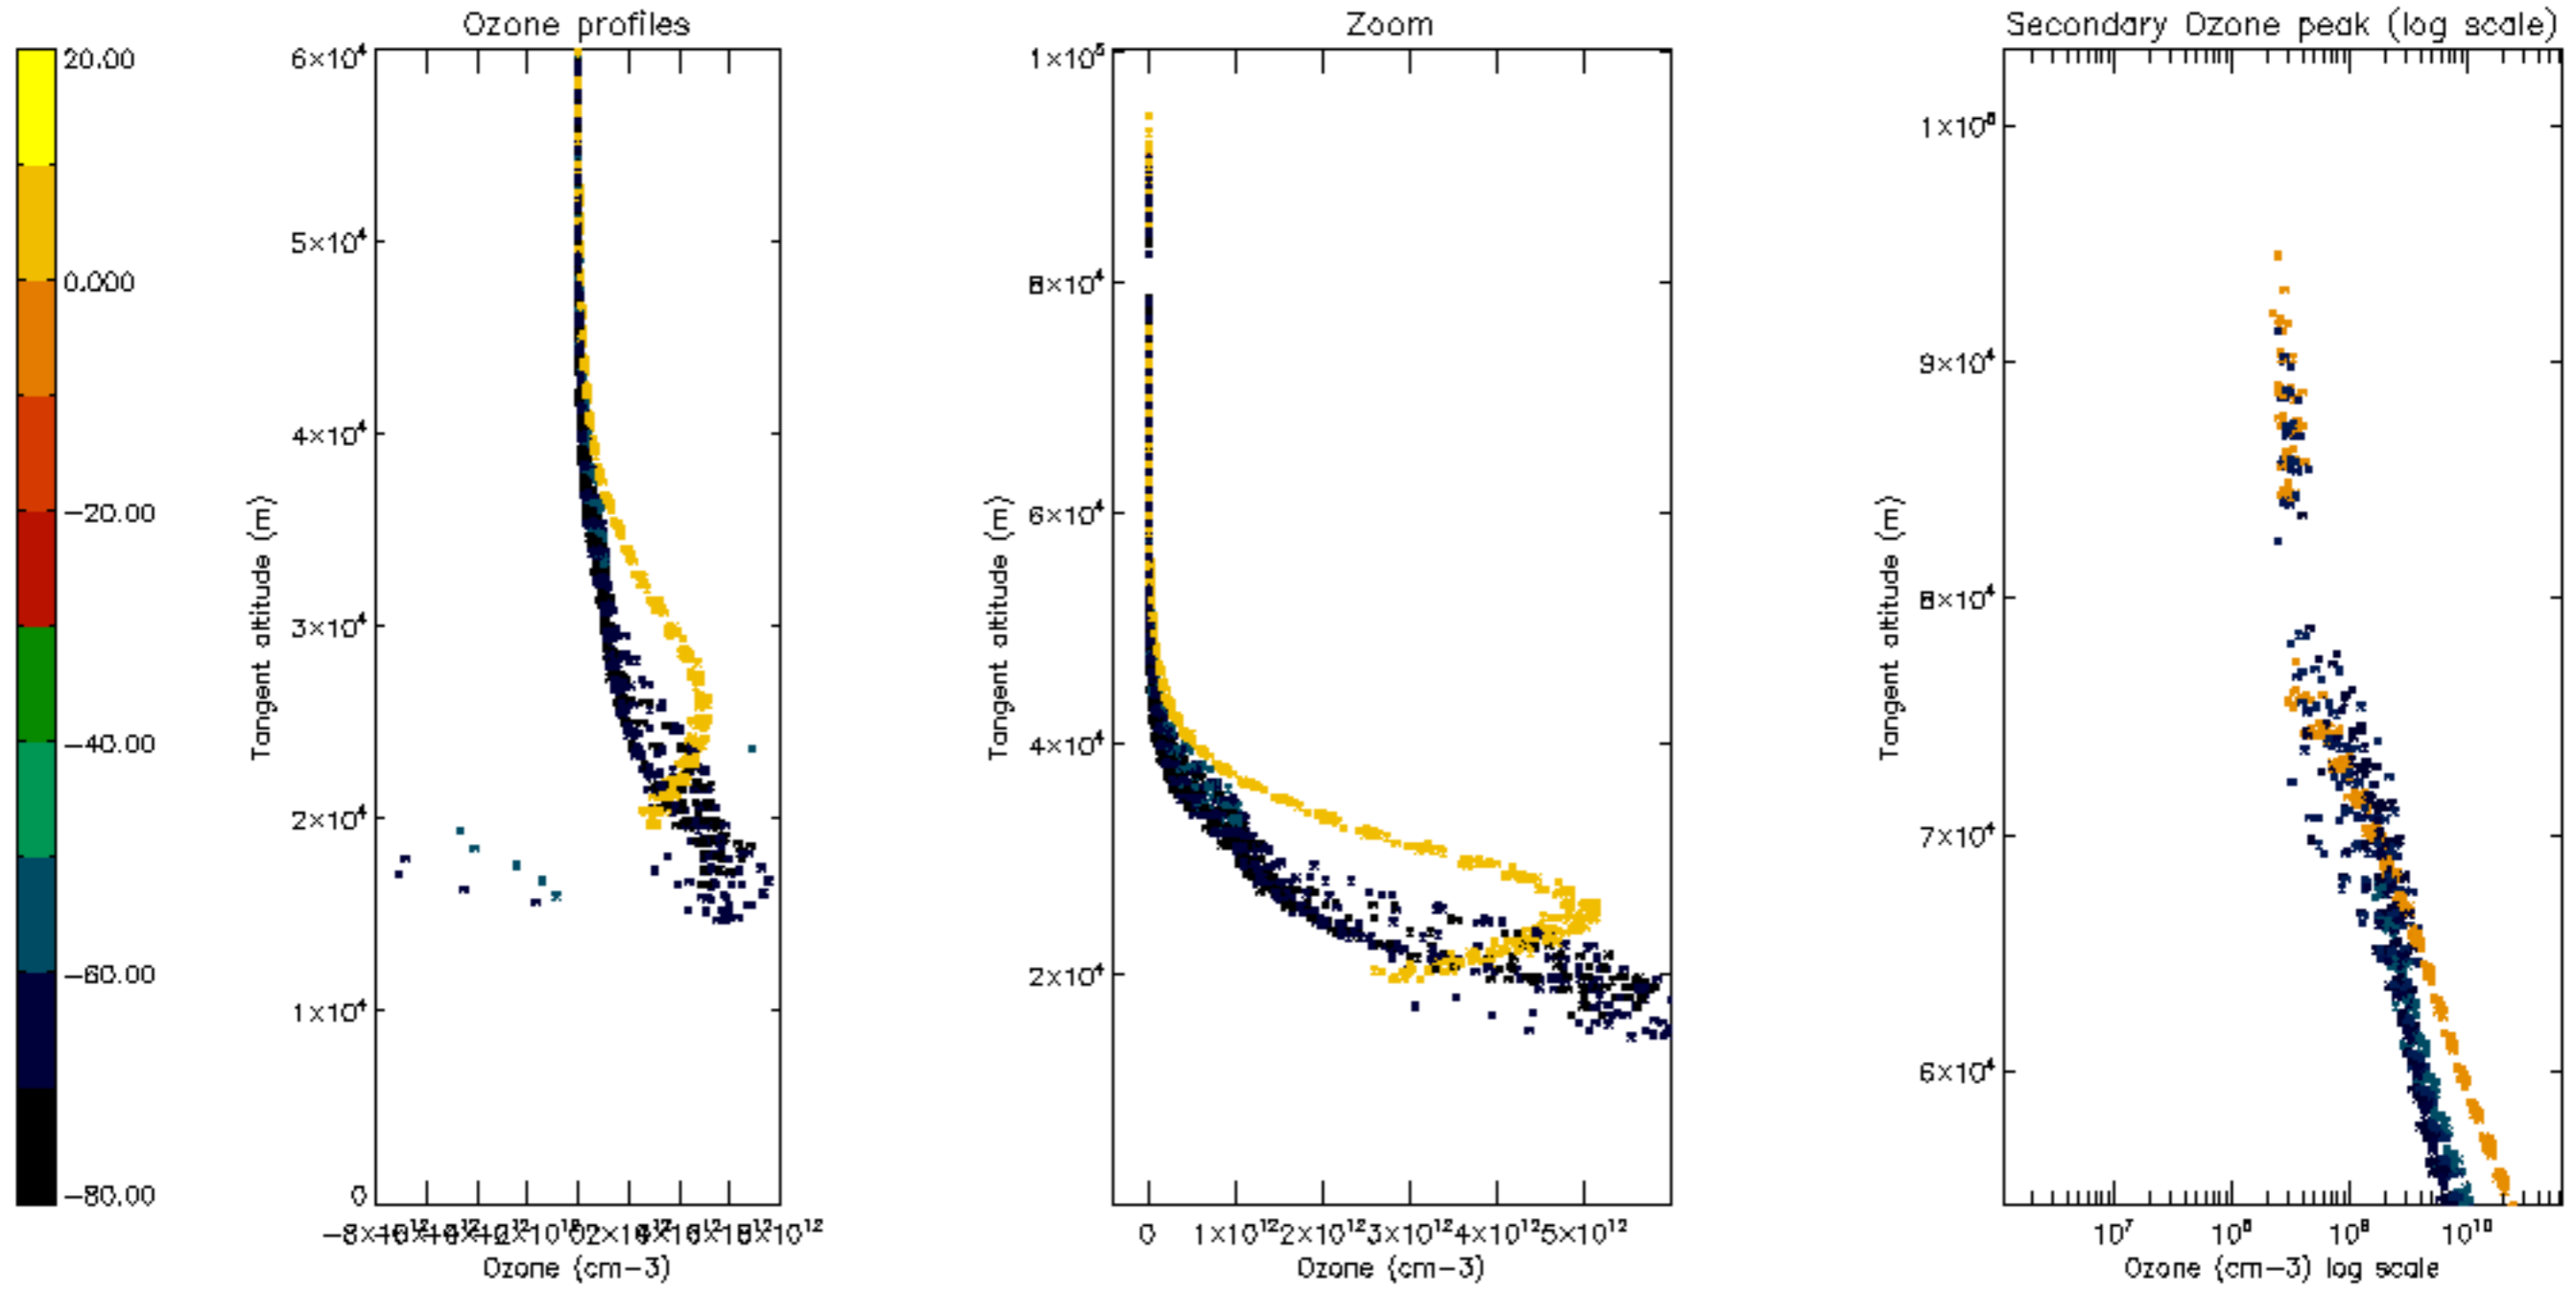 Ozone profiles
Zoom
Secondary Ozone peak (log scale)
20.00
0.000
−20.00
−40.00
−60.00
−80.00
6×10⁴
5×10⁴
4×10⁴
3×10⁴
2×10⁴
1×10⁴
0
Tangent altitude (m)
Ozone (cm−3)
1×10⁵
8×10⁴
6×10⁴
4×10⁴
2×10⁴
Tangent altitude (m)
0 1×10¹² 2×10¹² 3×10¹² 4×10¹² 5×10¹²
Ozone (cm−3)
1×10⁵
9×10⁴
8×10⁴
7×10⁴
6×10⁴
Tangent altitude (m)
10⁷ 10⁸ 10⁹ 10¹⁰
Ozone (cm−3) log scale